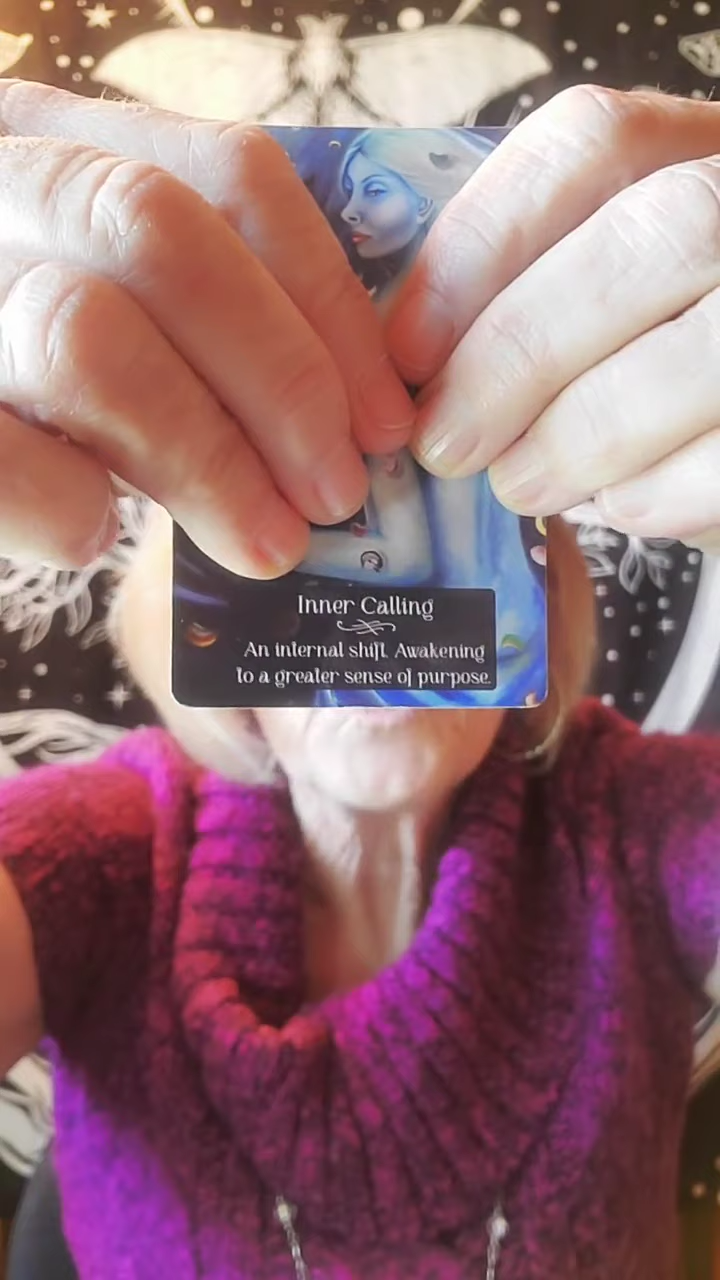 Inner Calling
An internal shift. Awakening
to a greater sense of purpose.